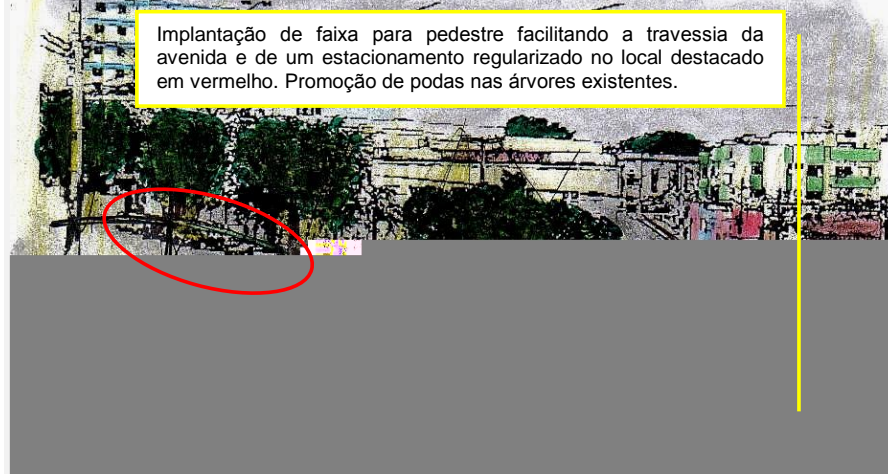 Implantação de faixa para pedestre facilitando a travessia da
avenida e de um estacionamento regularizado no local destacado
em vermelho. Promoção de podas nas árvores existentes.